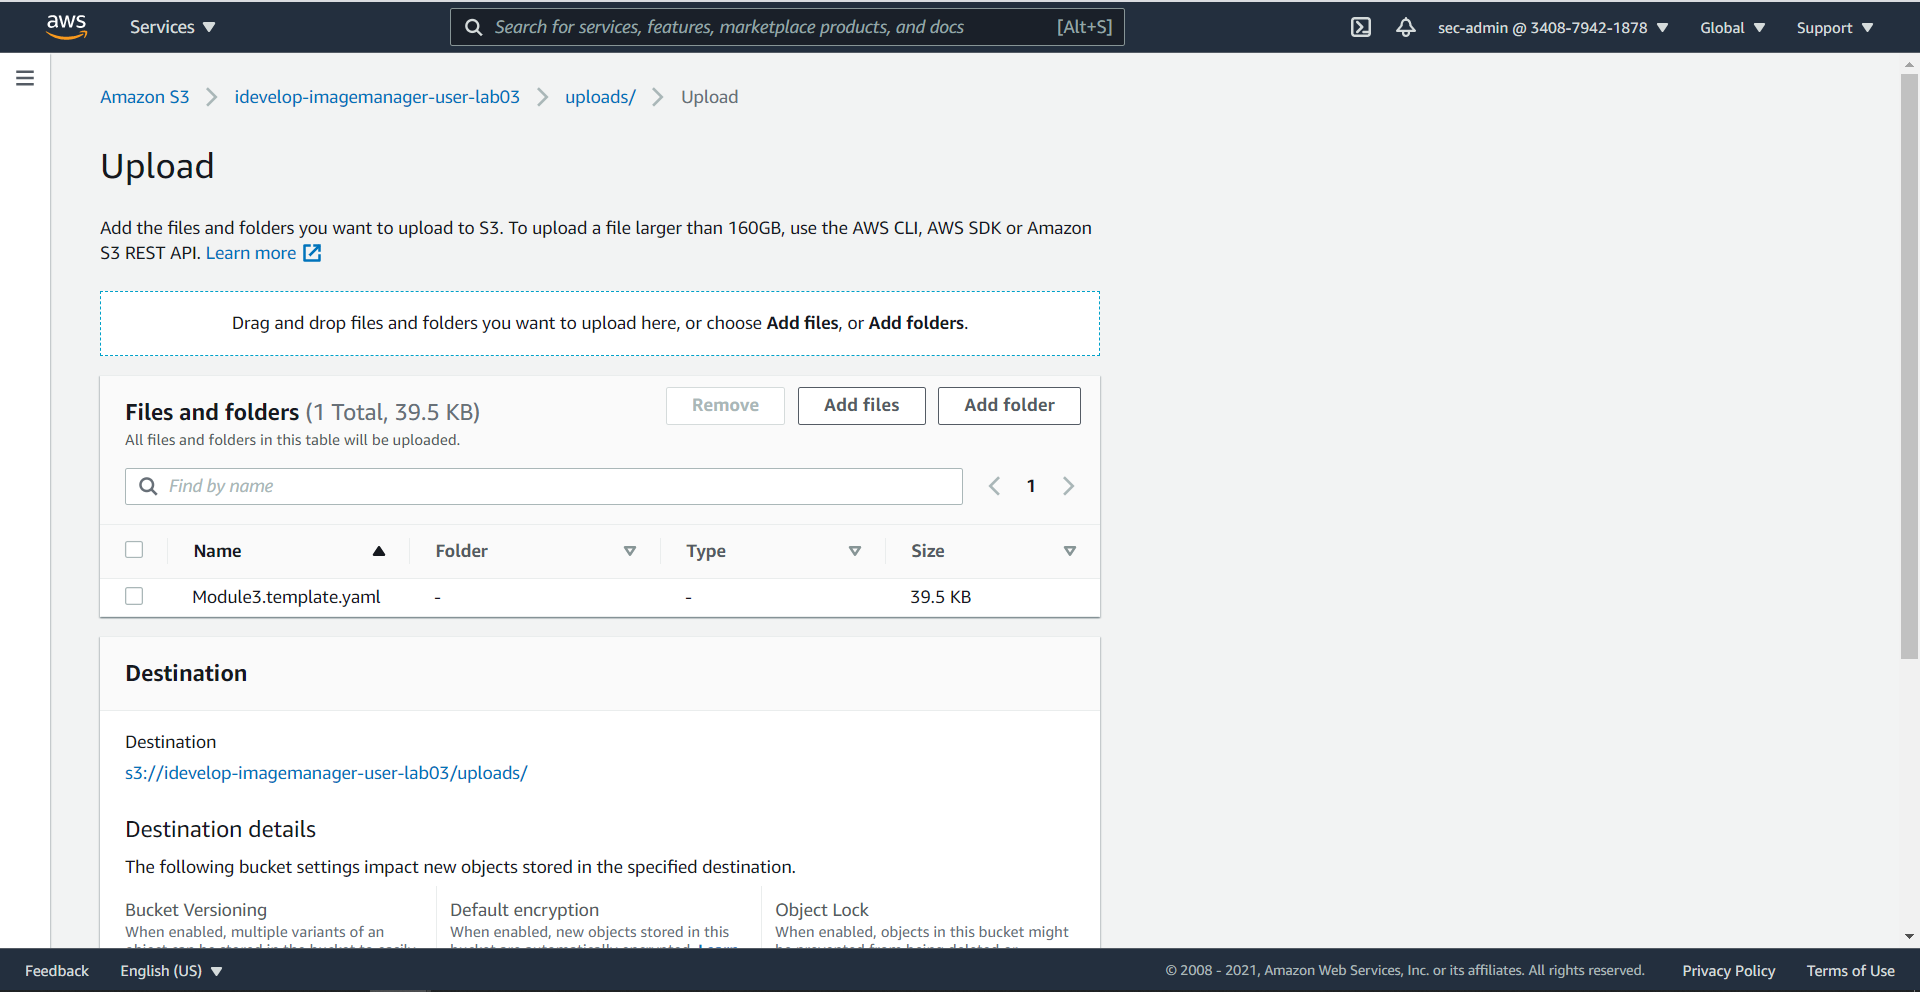 aws
Services
Search for services, features, marketplace products, and docs [Alt+S]
sec-admin @ 3408-7942-1878
Global
Support
Amazon S3 idevelop-imagemanager-user-lab03 uploads/ Upload
Upload
Add the files and folders you want to upload to S3. To upload a file larger than 160GB, use the AWS CLI, AWS SDK or Amazon
S3 REST API. Learn more
Drag and drop files and folders you want to upload here, or choose Add files, or Add folders.
Files and folders (1 Total, 39.5 KB)
Remove Add files Add folder
All files and folders in this table will be uploaded.
Find by name
1
Name Folder Type Size
Module3.template.yaml - - 39.5 KB
Destination
Destination
s3://idevelop-imagemanager-user-lab03/uploads/
Destination details
The following bucket settings impact new objects stored in the specified destination.
Bucket Versioning
When enabled, multiple variants of an
Default encryption
When enabled, new objects stored in this
Object Lock
When enabled, objects in this bucket might
Feedback English (US)
© 2008 - 2021, Amazon Web Services, Inc. or its affiliates. All rights reserved. Privacy Policy Terms of Use